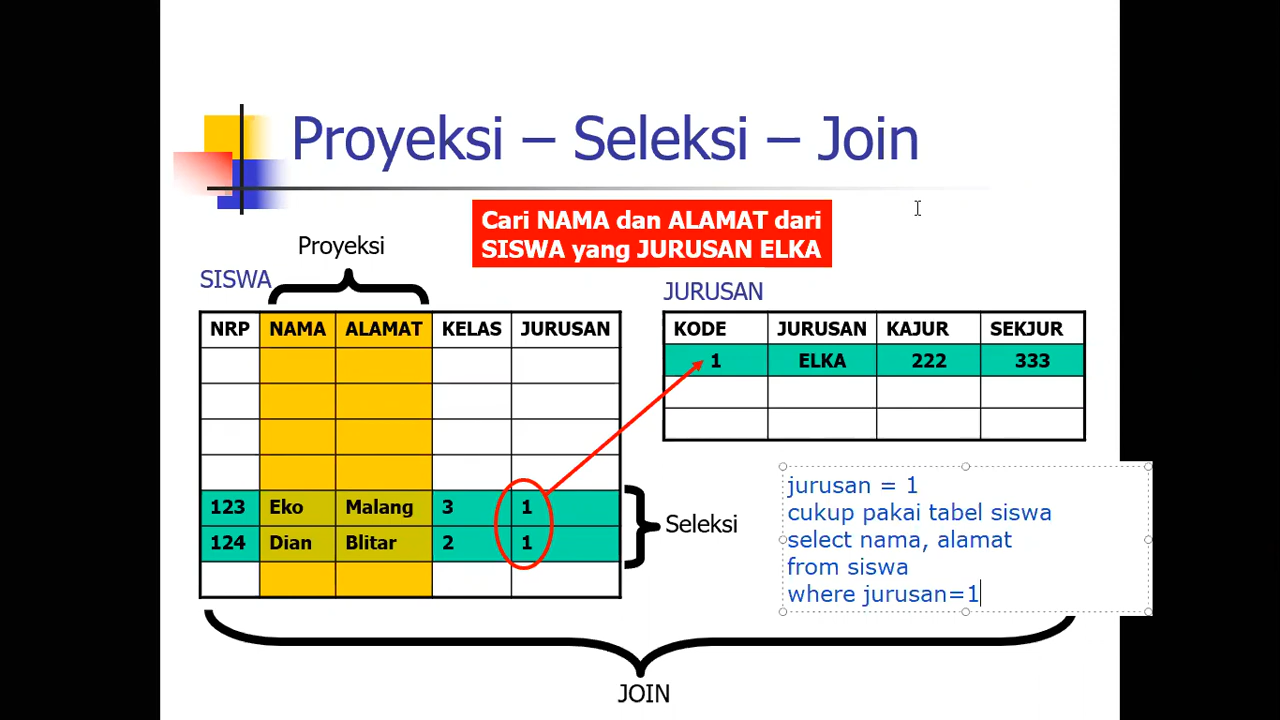 Proyeksi – Seleksi – Join
Cari NAMA dan ALAMAT dari
SISWA yang JURUSAN ELKA
Proyeksi
SISWA
NRP NAMA ALAMAT KELAS JURUSAN
123 Eko Malang 3 1
124 Dian Blitar 2 1
JURUSAN
KODE JURUSAN KAJUR SEKJUR
1 ELKA 222 333
Seleksi
jurusan = 1
cukup pakai tabel siswa
select nama, alamat
from siswa
where jurusan=1
JOIN